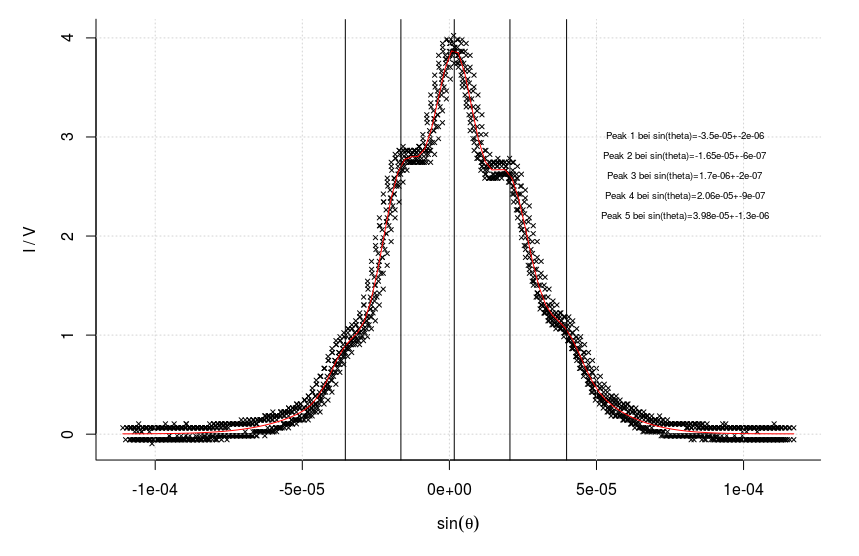 4
3
2
1
0
I / V
Peak 1 bei sin(theta)=-3.5e-05+-2e-06
Peak 2 bei sin(theta)=-1.65e-05+-6e-07
Peak 3 bei sin(theta)=1.7e-06+-2e-07
Peak 4 bei sin(theta)=2.06e-05+-9e-07
Peak 5 bei sin(theta)=3.98e-05+-1.3e-06
-1e-04 -5e-05 0e+00 5e-05 1e-04
sin(θ)